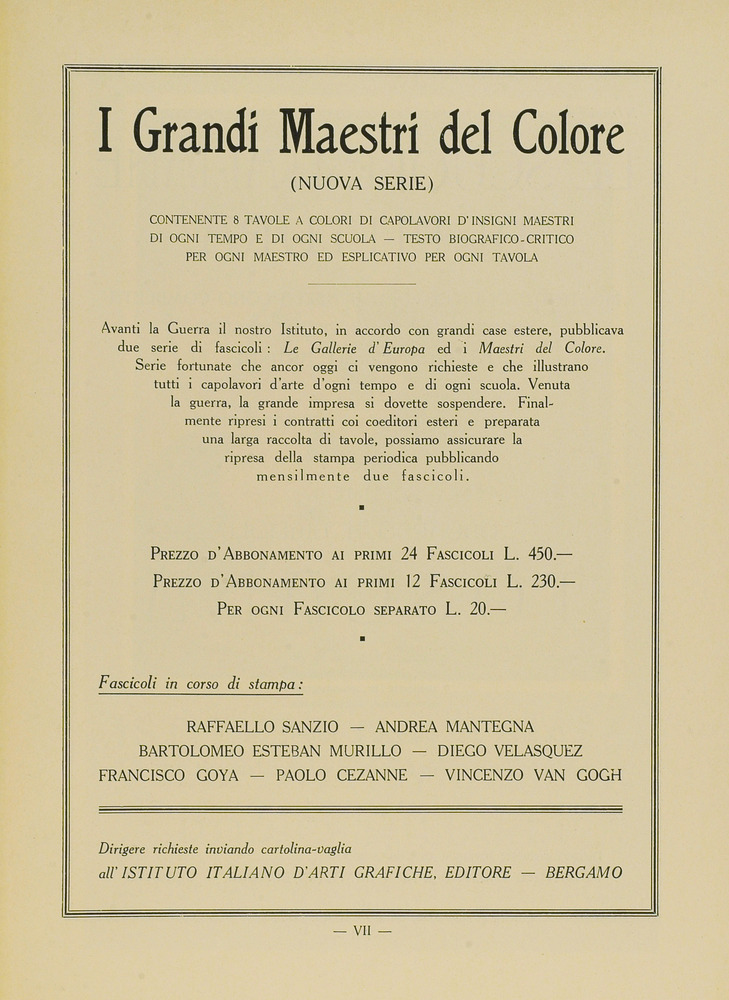 I Grandi Maestri del Colore
(NUOVA SERIE)
CONTENENTE 8 TAVOLE A COLORI DI CAPOLAVORI D'INSIGNI MAESTRI
DI OGNI TEMPO E DI OGNI SCUOLA — TESTO BIOGRAFICO-CRITICO
PER OGNI MAESTRO ED ESPLICATIVO PER OGNI TAVOLA
Avanti la Guerra il nostro Istituto, in accordo con grandi case estere, pubblicava
due serie di fascicoli : Le Gallerie d'Europa ed i Maestri del Colore.
Serie fortunate che ancor oggi ci vengono richieste e che illustrano
tutti i capolavori d'arte d'ogni tempo e di ogni scuola. Venuta
la guerra, la grande impresa si dovette sospendere. Final-
mente ripresi i contratti coi coeditori esteri e preparata
una larga raccolta di tavole, possiamo assicurare la
ripresa della stampa periodica pubblicando
mensilmente due fascicoli.
PREZZO D'ABBONAMENTO AI PRIMI 24 FASCICOLI L. 450.—
PREZZO D'ABBONAMENTO AI PRIMI 12 FASCICOLI L. 230.—
PER OGNI FASCICOLO SEPARATO L. 20.—
Fascicoli in corso di stampa :
RAFFAELLO SANZIO — ANDREA MANTEGNA
BARTOLOMEO ESTEBAN MURILLO — DIEGO VELASQUEZ
FRANCISCO GOYA — PAOLO CEZANNE — VINCENZO VAN GOGH
Dirigere richieste inviando cartolina-vaglia
all' ISTITUTO ITALIANO D'ARTI GRAFICHE, EDITORE — BERGAMO
— VII —